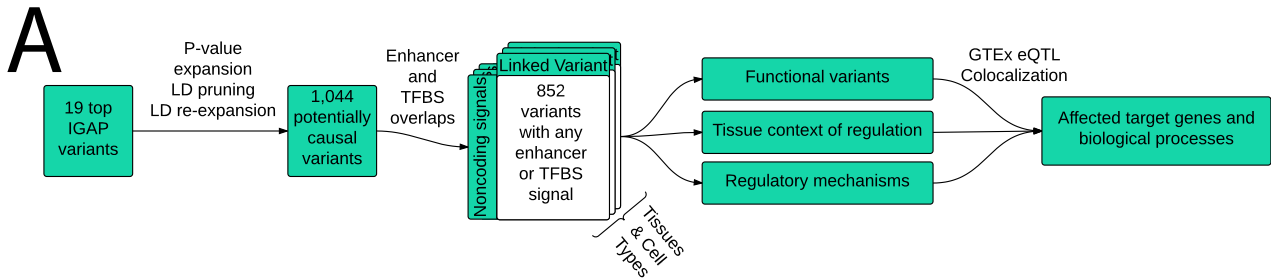 A
19 top
IGAP
variants
P-value
expansion
LD pruning
LD re-expansion
1,044
potentially
causal
variants
Enhancer
and
TFBS
overlaps
Noncoding signals
Linked Variant
852
variants
with any
enhancer
or TFBS
signal
Tissues
& Cell
Types
Functional variants
Tissue context of regulation
Regulatory mechanisms
GTEx eQTL
Colocalization
Affected target genes and
biological processes